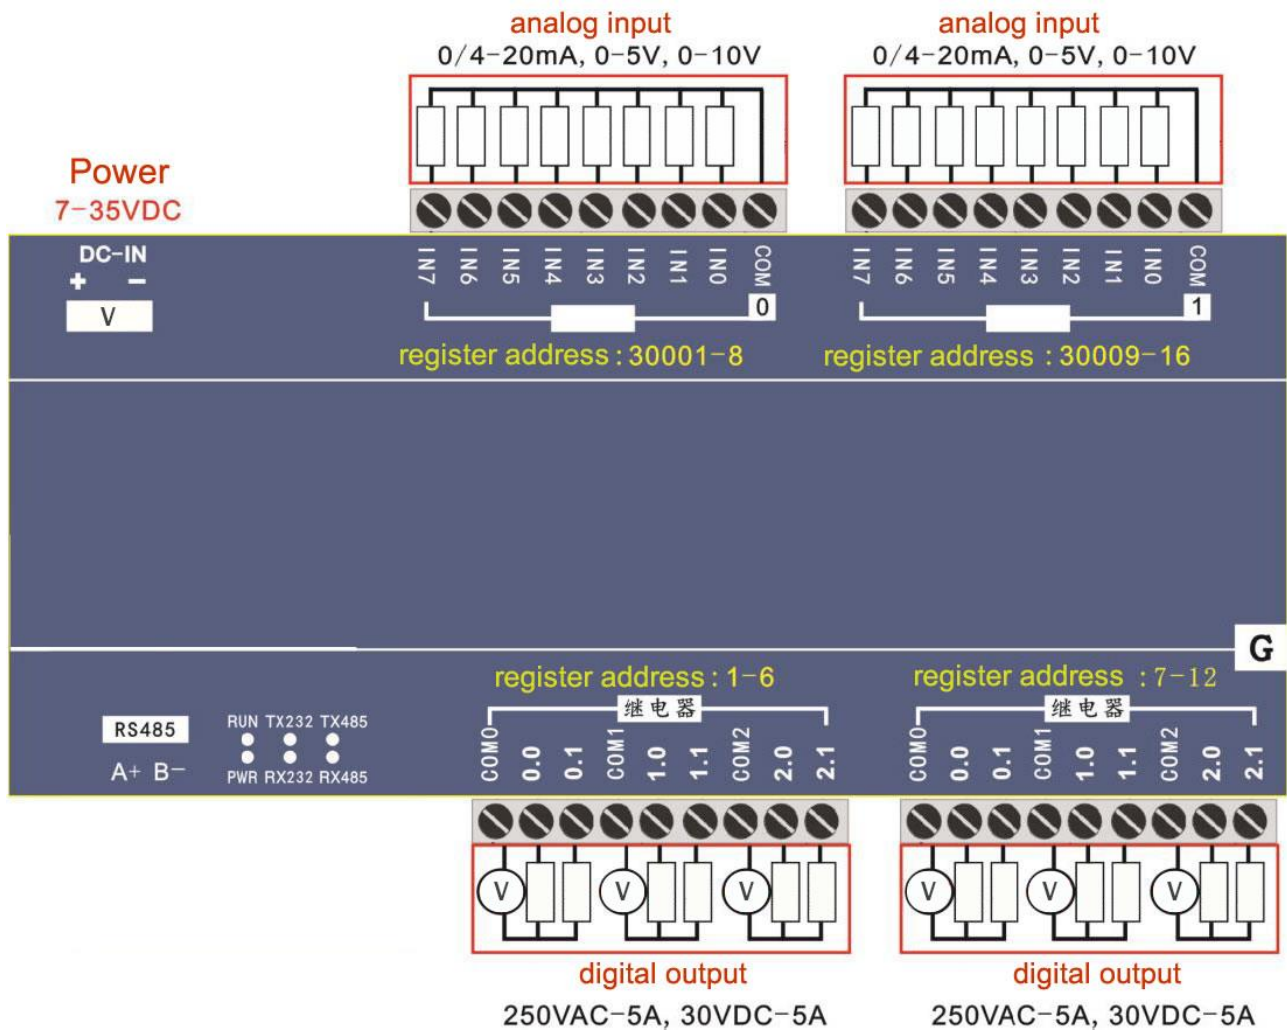 analog input
0/4-20mA, 0-5V, 0-10V
analog input
0/4-20mA, 0-5V, 0-10V
Power
7-35VDC
DC-IN
+ -
V
IN7 IN6 IN5 IN4 IN3 IN2 IN1 IN0 COM
0
IN7 IN6 IN5 IN4 IN3 IN2 IN1 IN0 COM
1
register address : 30001-8
register address : 30009-16
G
register address : 1-6
register address : 7-12
继电器
继电器
RS485
A+ B-
RUN TX232 TX485
PWR RX232 RX485
COM0 0.0 0.1 COM1 1.0 1.1 COM2 2.0 2.1
COM0 0.0 0.1 COM1 1.0 1.1 COM2 2.0 2.1
V V V
V V V
digital output
250VAC-5A, 30VDC-5A
digital output
250VAC-5A, 30VDC-5A